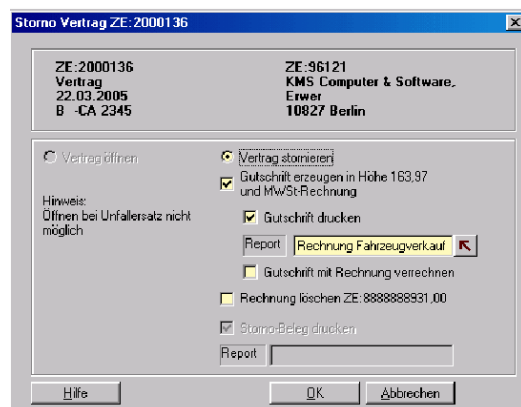 Storno Vertrag ZE:2000136
ZE:2000136
Vertrag
22.03.2005
B -CA 2345
ZE:96121
KMS Computer & Software,
Erwer
10827 Berlin
Vertrag öffnen
Hinweis:
Öffnen bei Unfallersatz nicht
möglich
Vertrag stornieren
Gutschrift erzeugen in Höhe 163,97
und MWSt-Rechnung
Gutschrift drucken
Report Rechnung Fahrzeugverkauf
Gutschrift mit Rechnung verrechnen
Rechnung löschen ZE:8888888931,00
Storno-Beleg drucken
Report
Hilfe OK Abbrechen